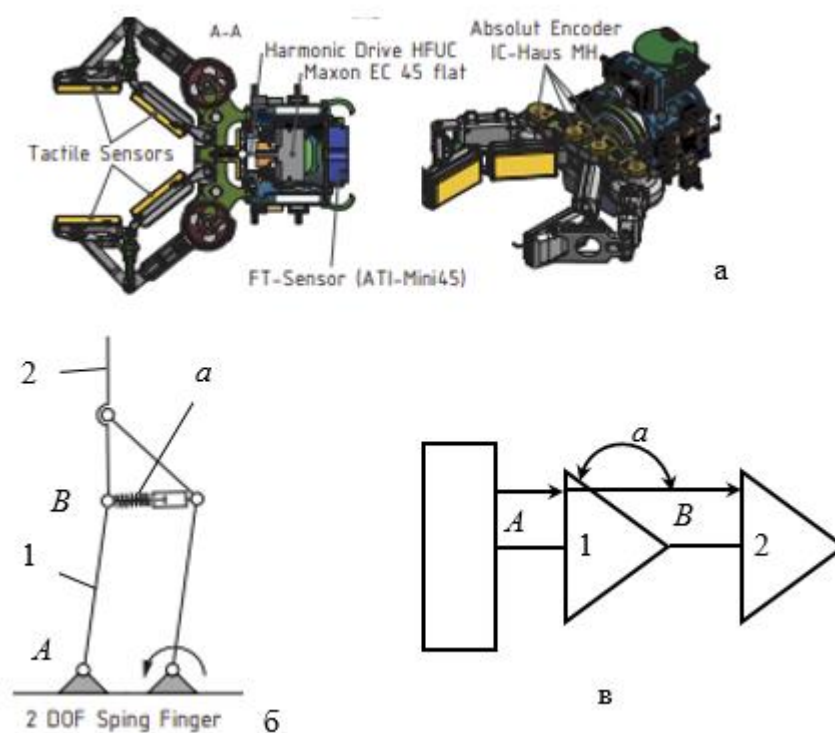 A-A
Harmonic Drive HFUC
Maxon EC 45 flat
Tactile Sensors
FT-Sensor (ATI-Mini45)
Absolut Encoder
IC-Haus MH
а
2
a
B
1
A
2 DOF Sping Finger
б
a
A
B
1
2
в